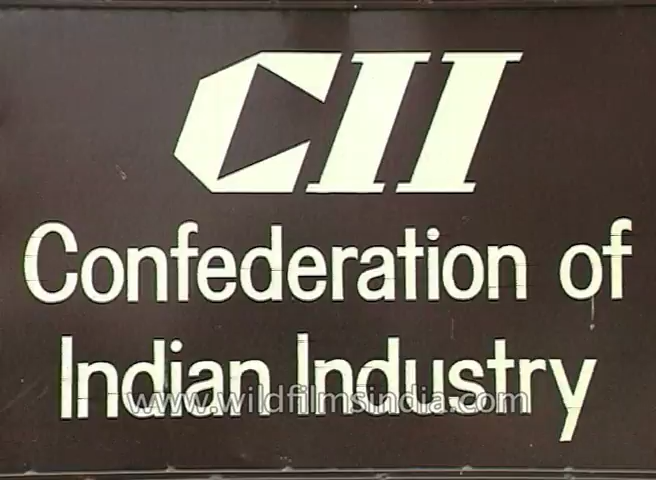 CII
Confederation of
Indian Industry
www.wildfilmsindia.com